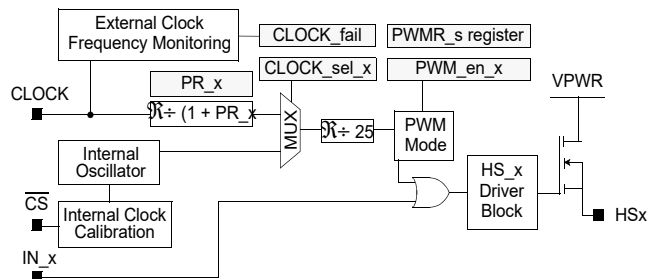 External Clock
Frequency Monitoring
CLOCK_fail
PWMR_s register
CLOCK_sel_x
PWM_en_x
PR_x
VPWR
CLOCK
ℜ÷ (1 + PR_x
MUX
ℜ÷ 25
PWM
Mode
Internal
Oscillator
HS_x
Driver
Block
CS
Internal Clock
Calibration
HSx
IN_x